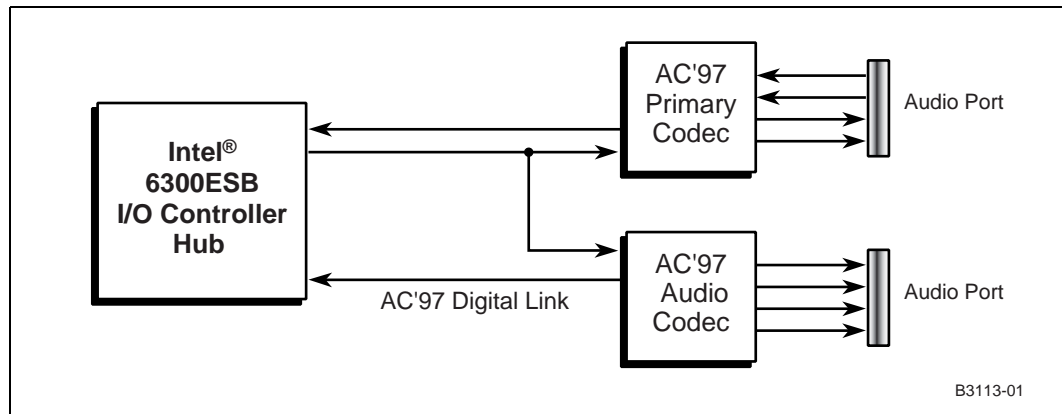 Intel®
6300ESB
I/O Controller
Hub
AC'97
Primary
Codec
Audio Port
AC'97 Digital Link
AC'97
Audio
Codec
Audio Port
B3113-01